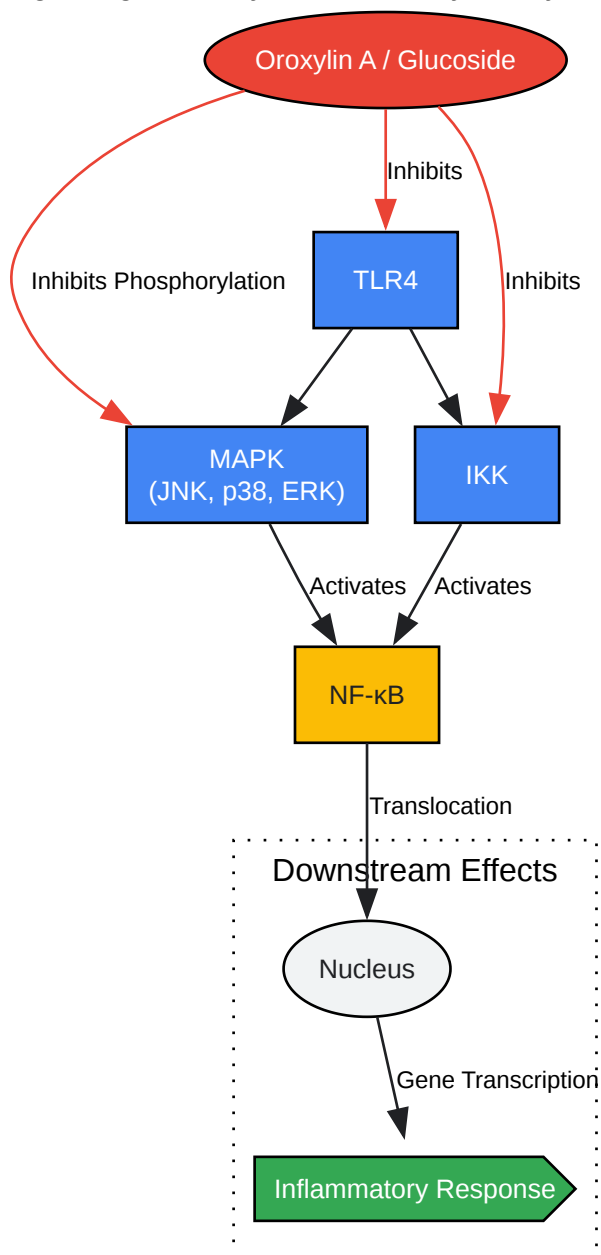 Oroxylin A / Glucoside
Inhibits
Inhibits Phosphorylation
TLR4
Inhibits
MAPK
(JNK, p38, ERK)
IKK
Activates
Activates
NF-κB
Translocation
Downstream Effects
Nucleus
Gene Transcription
Inflammatory Response